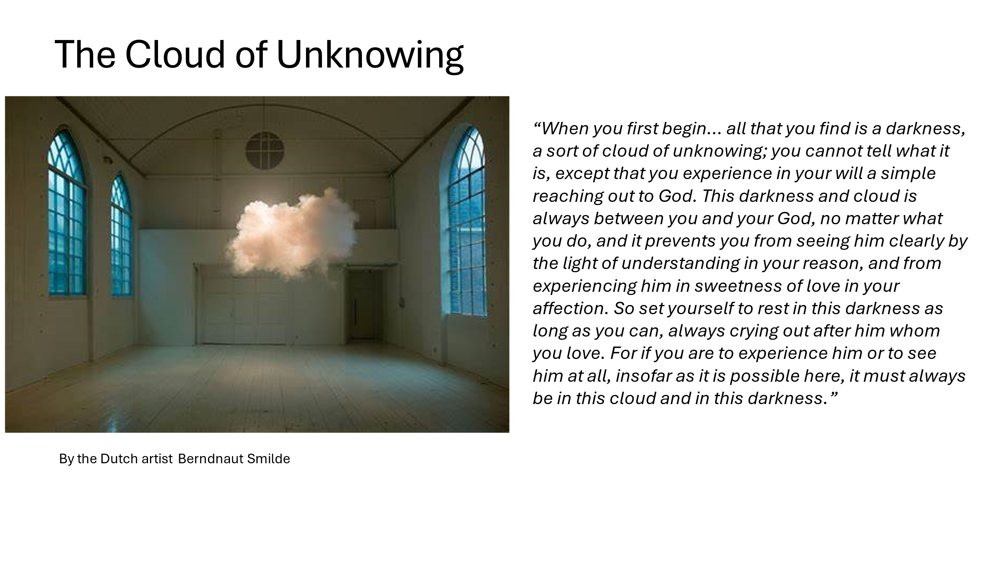 The Cloud of Unknowing
“When you first begin... all that you find is a darkness,
a sort of cloud of unknowing; you cannot tell what it
is, except that you experience in your will a simple
reaching out to God. This darkness and cloud is
always between you and your God, no matter what
you do, and it prevents you from seeing him clearly by
the light of understanding in your reason, and from
experiencing him in sweetness of love in your
affection. So set yourself to rest in this darkness as
long as you can, always crying out after him whom
you love. For if you are to experience him or to see
him at all, insofar as it is possible here, it must always
be in this cloud and in this darkness.”
By the Dutch artist Berndnaut Smilde